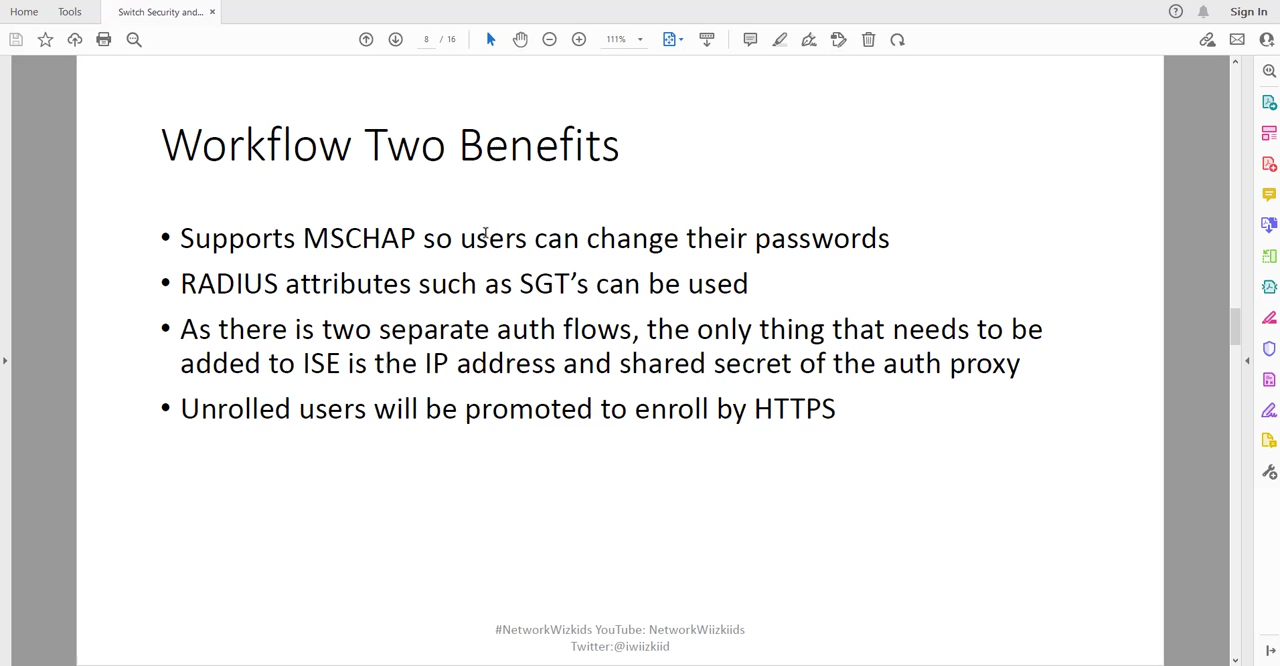 Home Tools Switch Security and... × Sign In
8 / 16 111%
Workflow Two Benefits
• Supports MSCHAP so users can change their passwords
• RADIUS attributes such as SGT’s can be used
• As there is two separate auth flows, the only thing that needs to be
added to ISE is the IP address and shared secret of the auth proxy
• Unrolled users will be promoted to enroll by HTTPS
#NetworkWizkids YouTube: NetworkWiizkiids
Twitter:@iwiizkiid